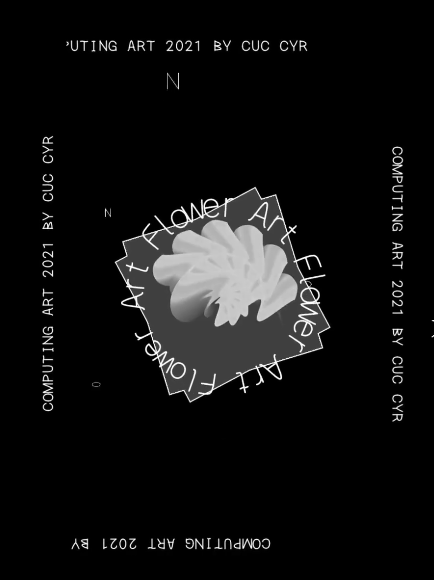 'UTING ART 2021 BY CUC CYR
N
COMPUTING ART 2021 BY CUC CYR
N
Flower Art Flower Art Flower Art
COMPUTING ART 2021 BY CUC CYR
O
COMPUTING ART 2021 BY